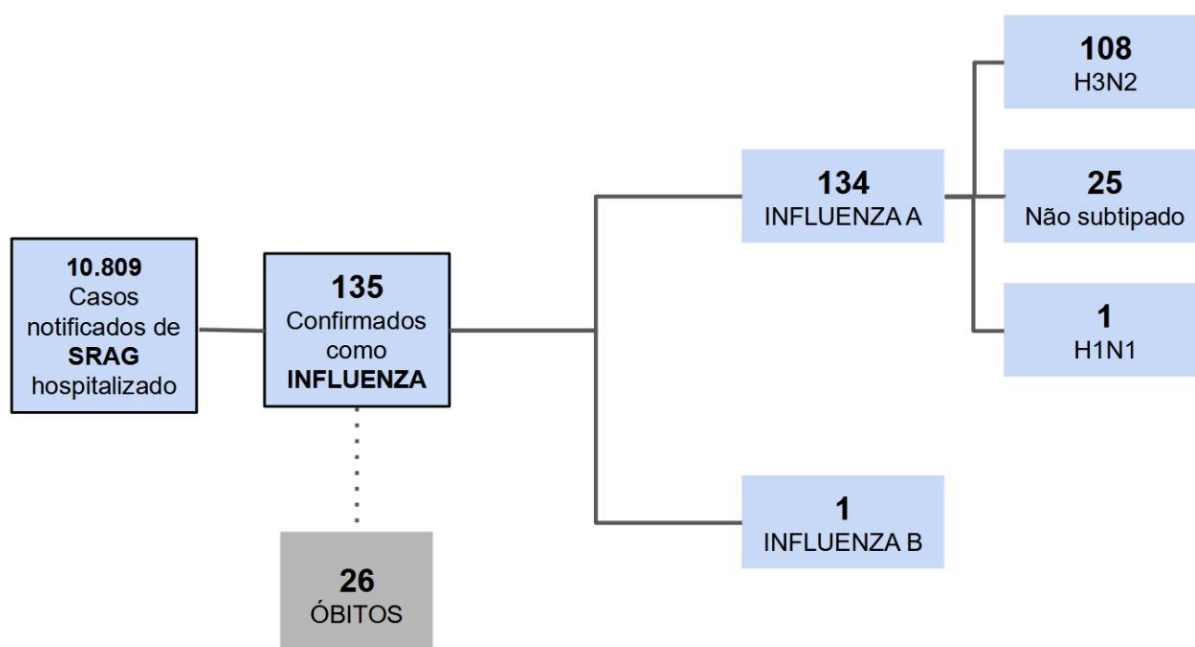 10.809
Casos
notificados de
SRAG
hospitalizado
135
Confirmados
como
INFLUENZA
26
ÓBITOS
134
INFLUENZA A
1
INFLUENZA B
108
H3N2
25
Não subtipado
1
H1N1